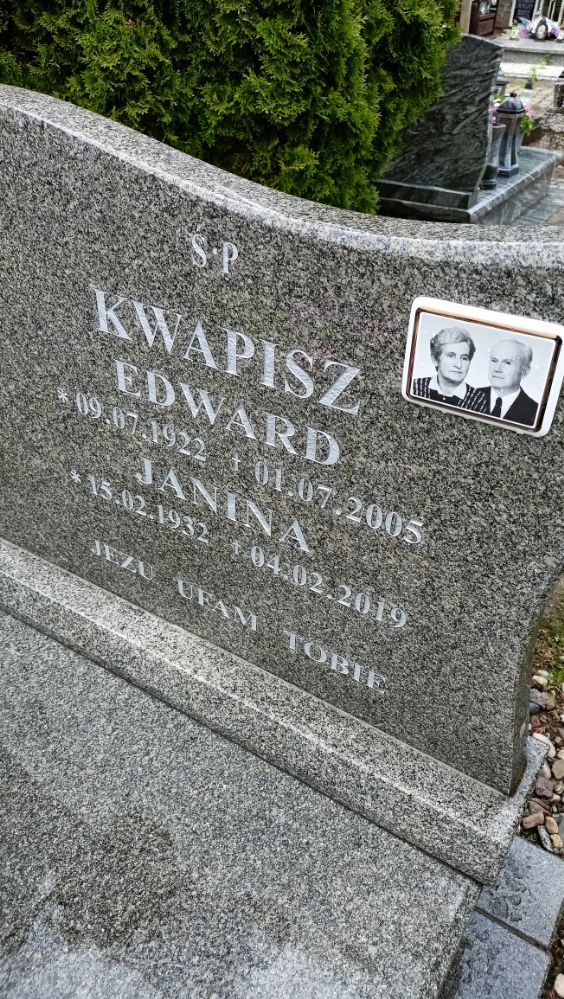 Ś.P
KWAPISZ
EDWARD
* 09.07.1922 † 01.07.2005
JANINA
* 15.02.1932 † 04.02.2019
JEZU UFAM TOBIE